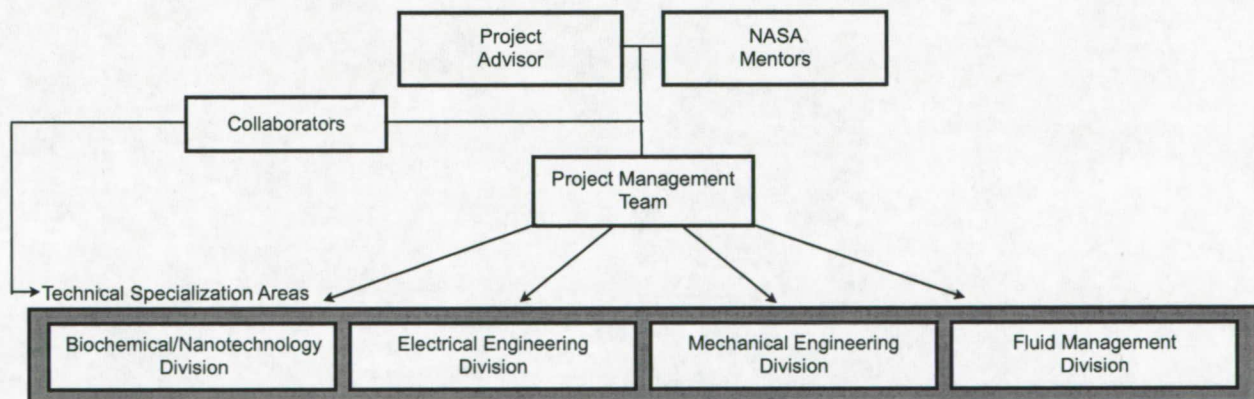 Project
Advisor
NASA
Mentors
Collaborators
Project Management
Team
Technical Specialization Areas
Biochemical/Nanotechnology
Division
Electrical Engineering
Division
Mechanical Engineering
Division
Fluid Management
Division